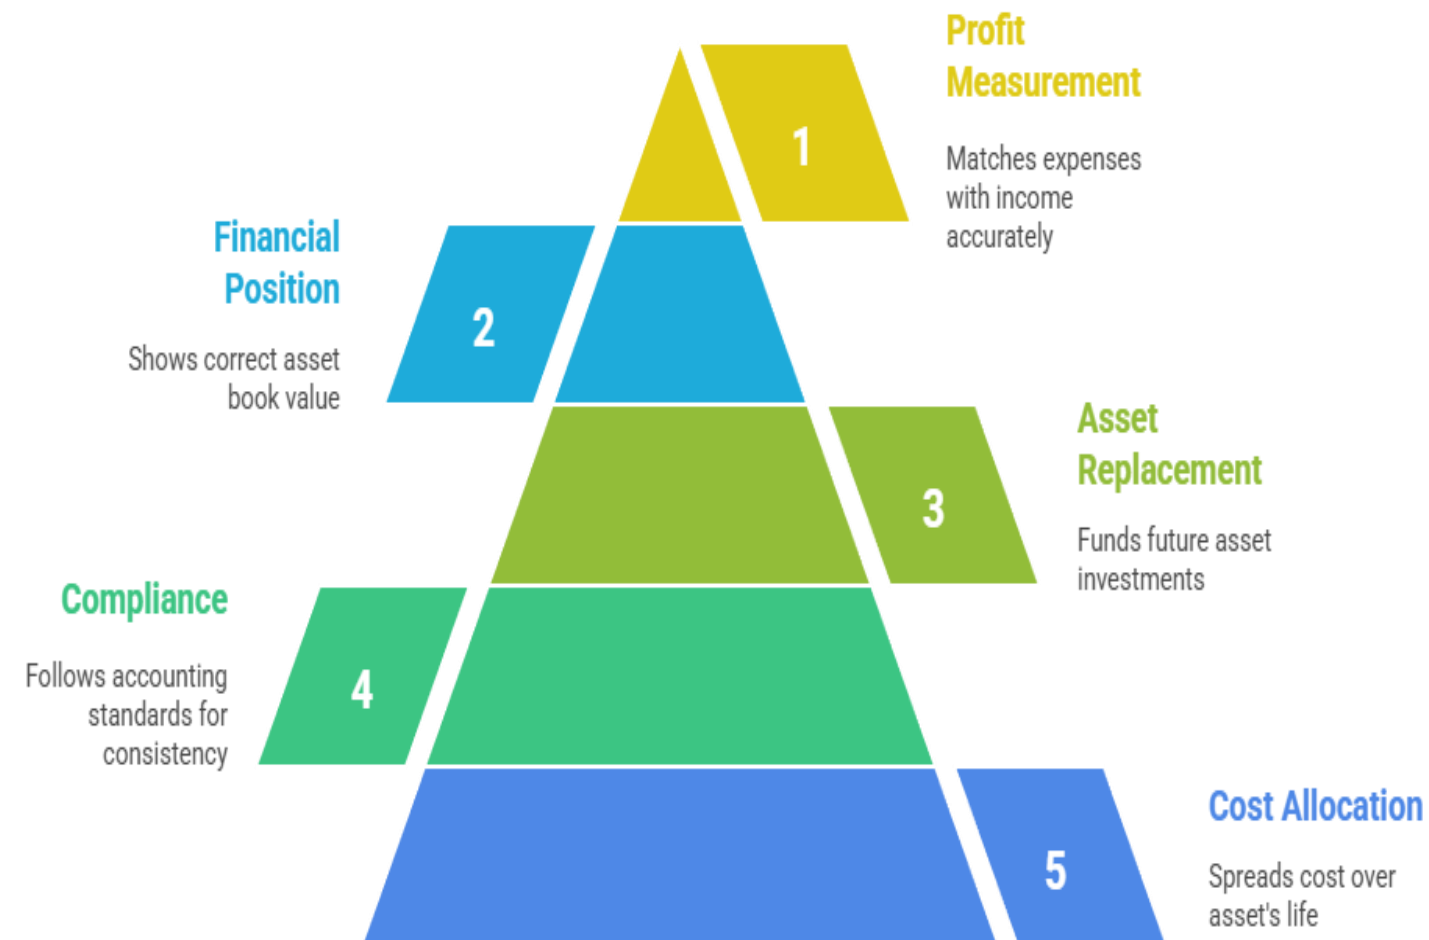 Profit
Measurement
1
Matches expenses
with income
accurately
Financial
Position
2
Shows correct asset
book value
Asset
Replacement
3
Funds future asset
investments
Compliance
4
Follows accounting
standards for
consistency
Cost Allocation
5
Spreads cost over
asset's life